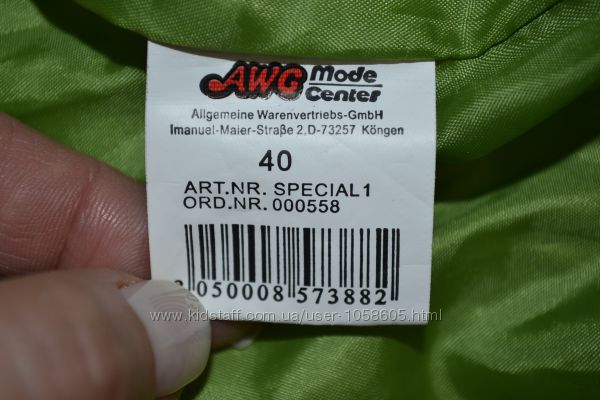 AWG Mode Center
Allgemeine Warenvertriebs-GmbH
Imanuel-Maier-Straße 2,D-73257 Köngen
40
ART.NR. SPECIAL1
ORD.NR. 000558
050008 573882
www.kidstaff.com.ua/user-1058605.html